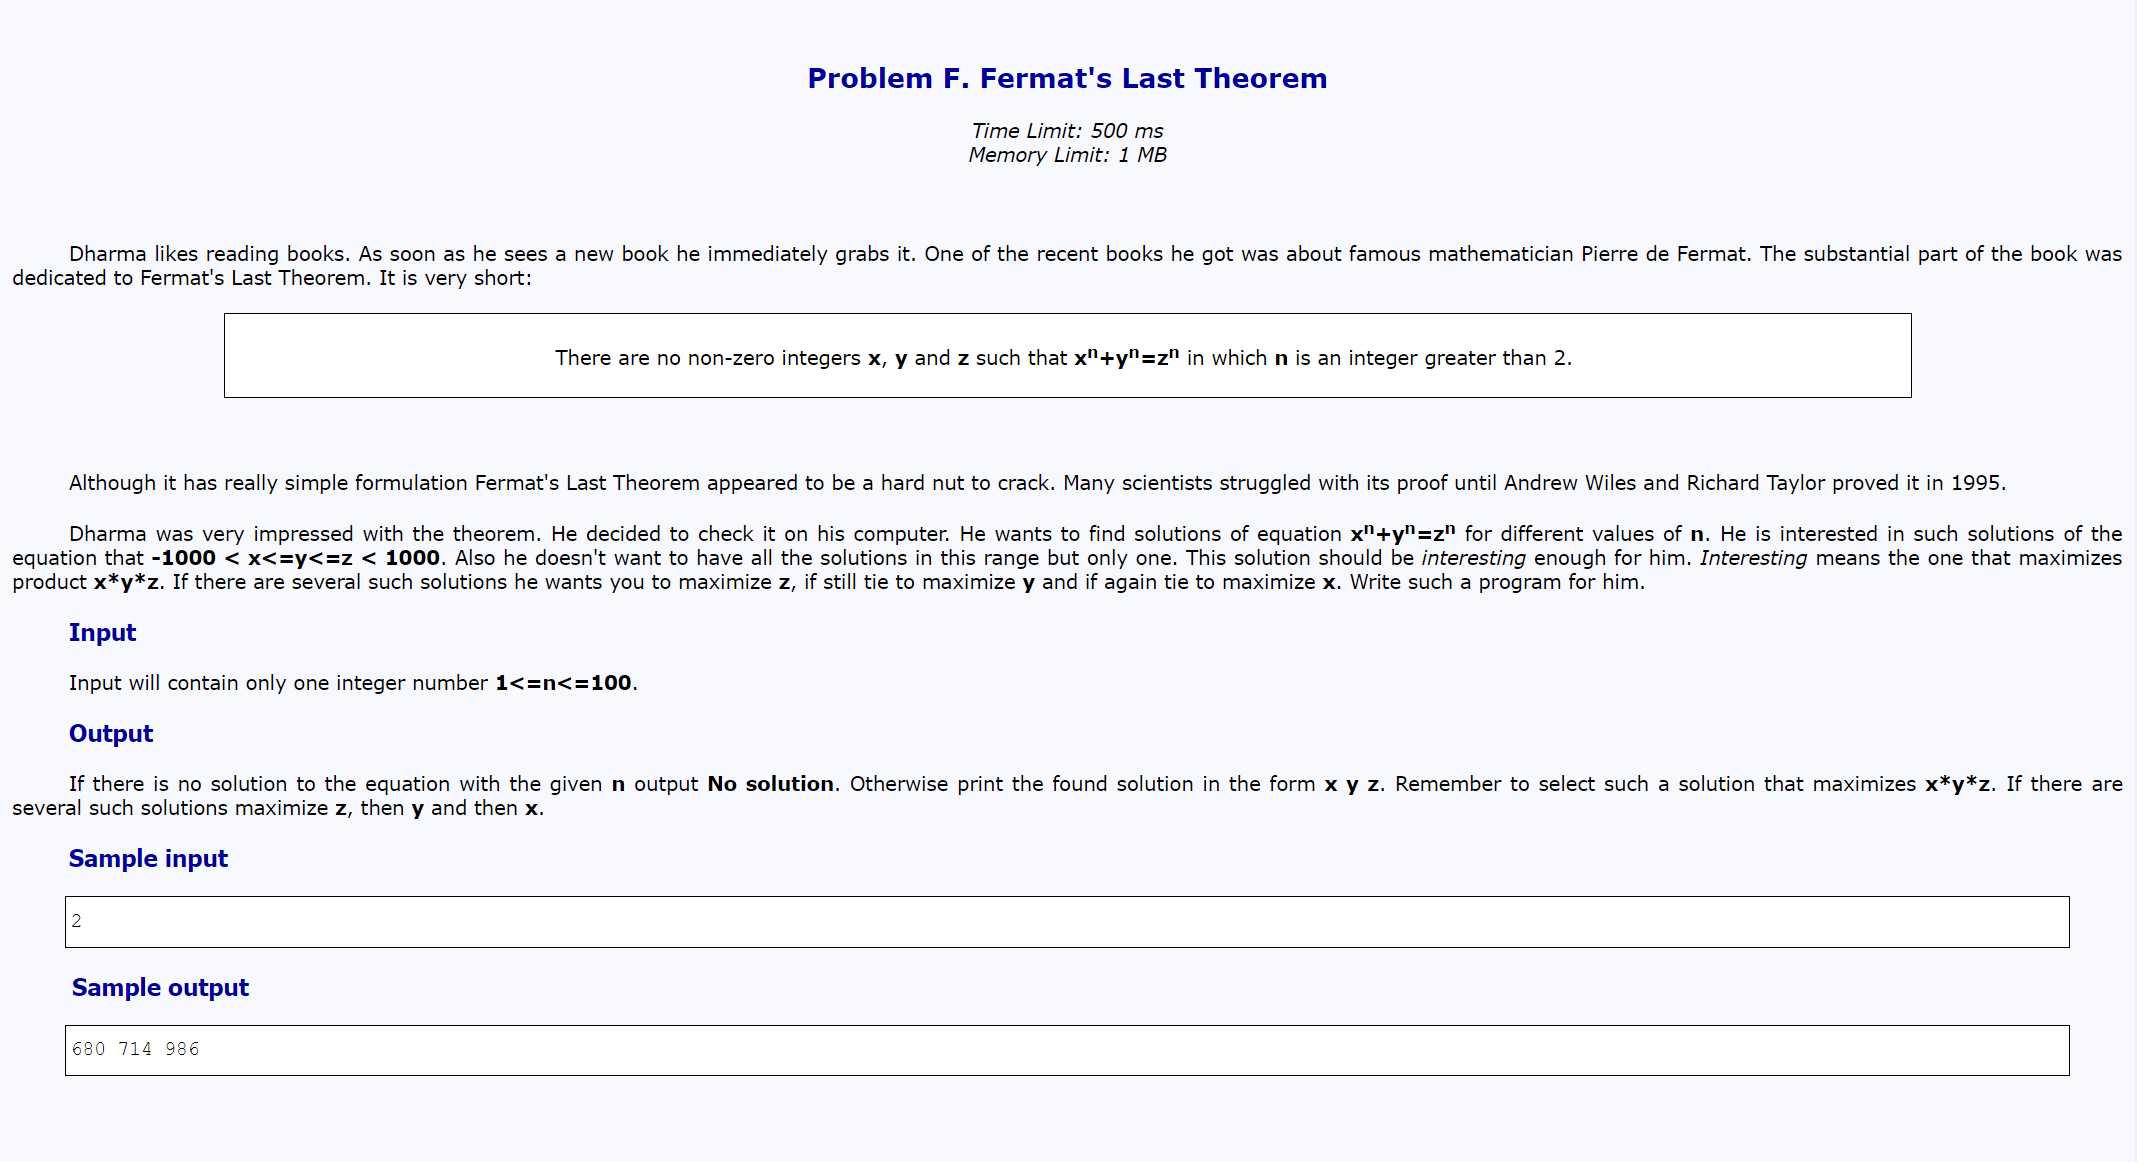 Problem F. Fermat's Last Theorem
Time Limit: 500 ms
Memory Limit: 1 MB
Dharma likes reading books. As soon as he sees a new book he immediately grabs it. One of the recent books he got was about famous mathematician Pierre de Fermat. The substantial part of the book was
dedicated to Fermat's Last Theorem. It is very short:
There are no non-zero integers x, y and z such that xⁿ+yⁿ=zⁿ in which n is an integer greater than 2.
Although it has really simple formulation Fermat's Last Theorem appeared to be a hard nut to crack. Many scientists struggled with its proof until Andrew Wiles and Richard Taylor proved it in 1995.
Dharma was very impressed with the theorem. He decided to check it on his computer. He wants to find solutions of equation xⁿ+yⁿ=zⁿ for different values of n. He is interested in such solutions of the
equation that -1000 < x<=y<=z < 1000. Also he doesn't want to have all the solutions in this range but only one. This solution should be interesting enough for him. Interesting means the one that maximizes
product x*y*z. If there are several such solutions he wants you to maximize z, if still tie to maximize y and if again tie to maximize x. Write such a program for him.
Input
Input will contain only one integer number 1<=n<=100.
Output
If there is no solution to the equation with the given n output No solution. Otherwise print the found solution in the form x y z. Remember to select such a solution that maximizes x*y*z. If there are
several such solutions maximize z, then y and then x.
Sample input
2
Sample output
680 714 986